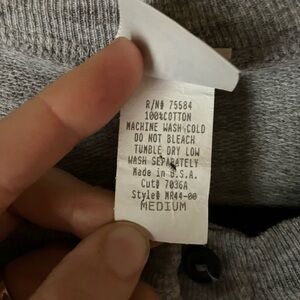 R/N# 75584
100%COTTON
MACHINE WASH COLD
DO NOT BLEACH
TUMBLE DRY LOW
WASH SEPARATELY
Made in U.S.A.
Cut# 7036A
Style# MR44-00
MEDIUM